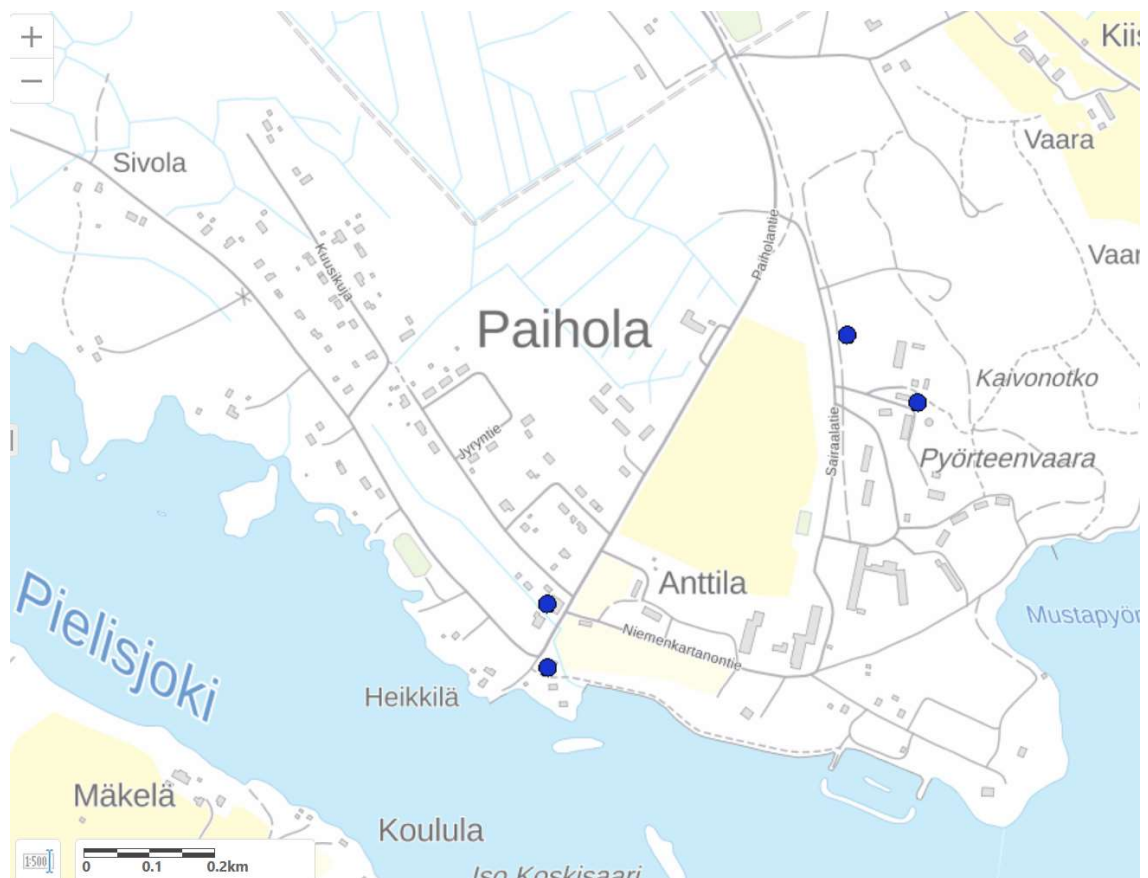 +
−
Kiis
Vaara
Sivola
Paiholantie
Vaar
Kuusikuja
Paihola
Kaivonotko
Jyryntie
Sairaalatie
Pyörteenvaara
Anttila
Pielisjoki
Niemenkartanontie
Mustapyör
Heikkilä
Mäkelä
Koulula
Iso Koskisaari
1:500
0 0.1 0.2km